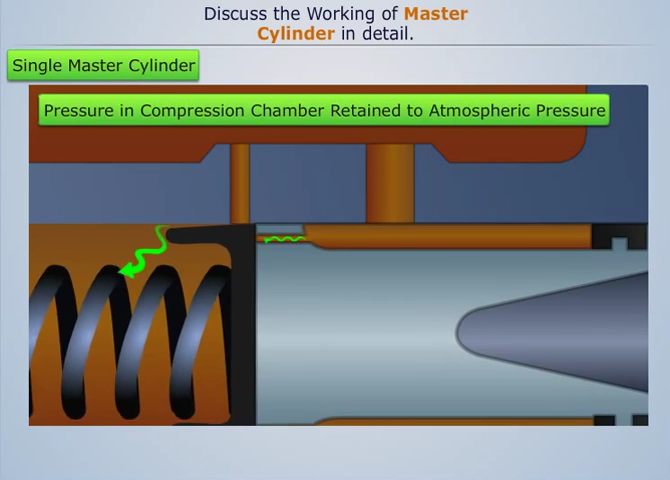 Discuss the Working of Master
Cylinder in detail.
Single Master Cylinder
Pressure in Compression Chamber Retained to Atmospheric Pressure